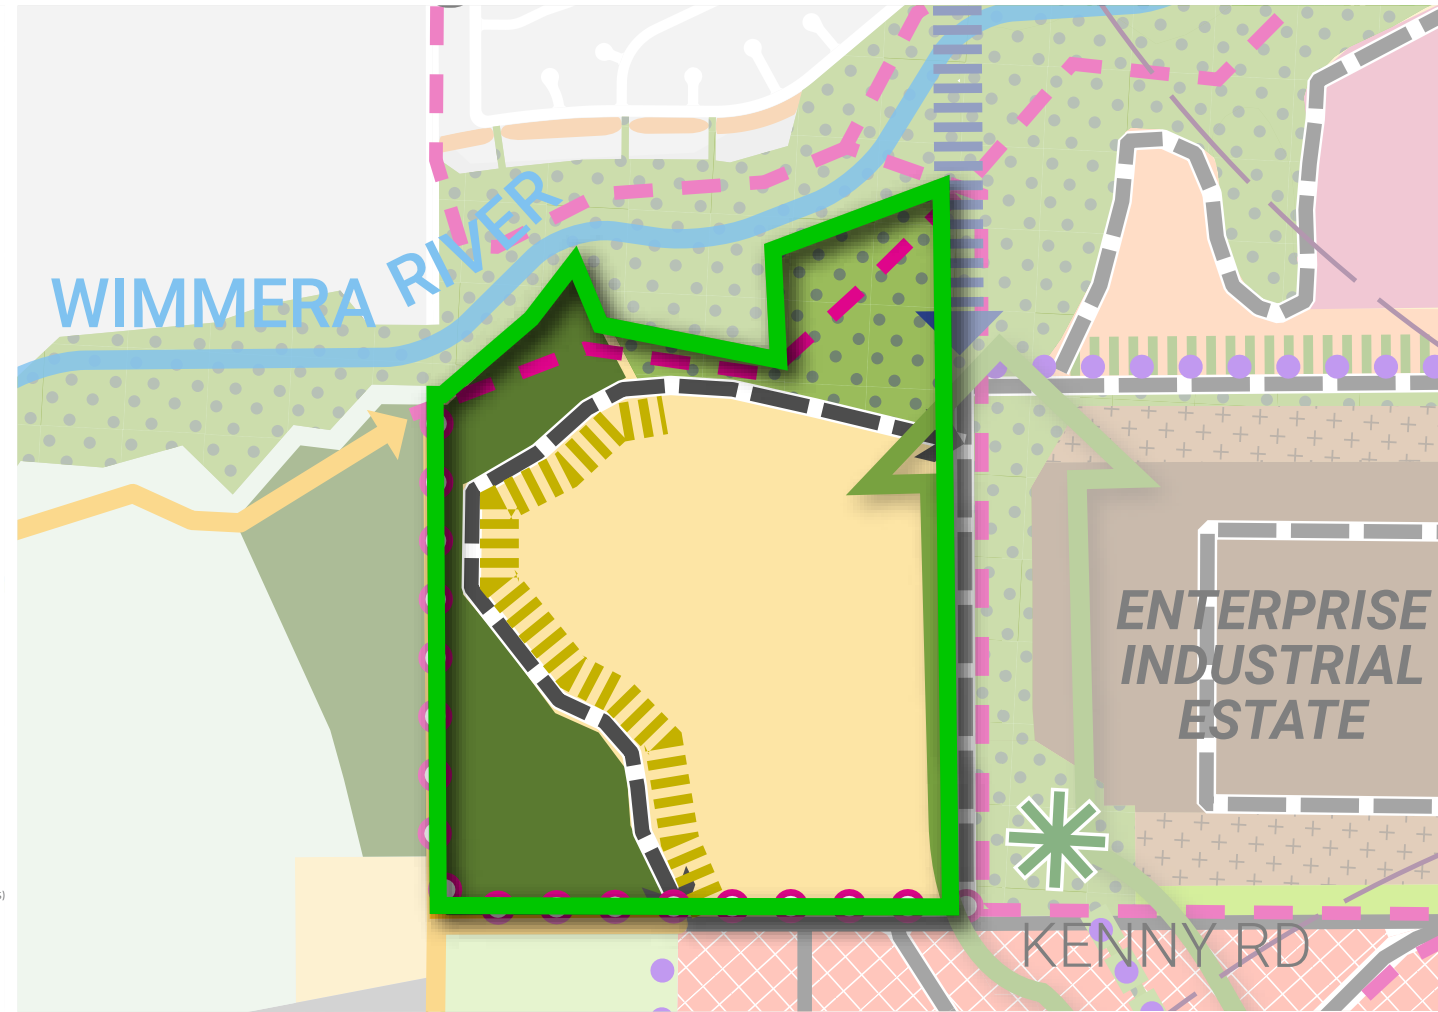 WIMMERA RIVER
ENTERPRISE
INDUSTRIAL
ESTATE
KENNY RD